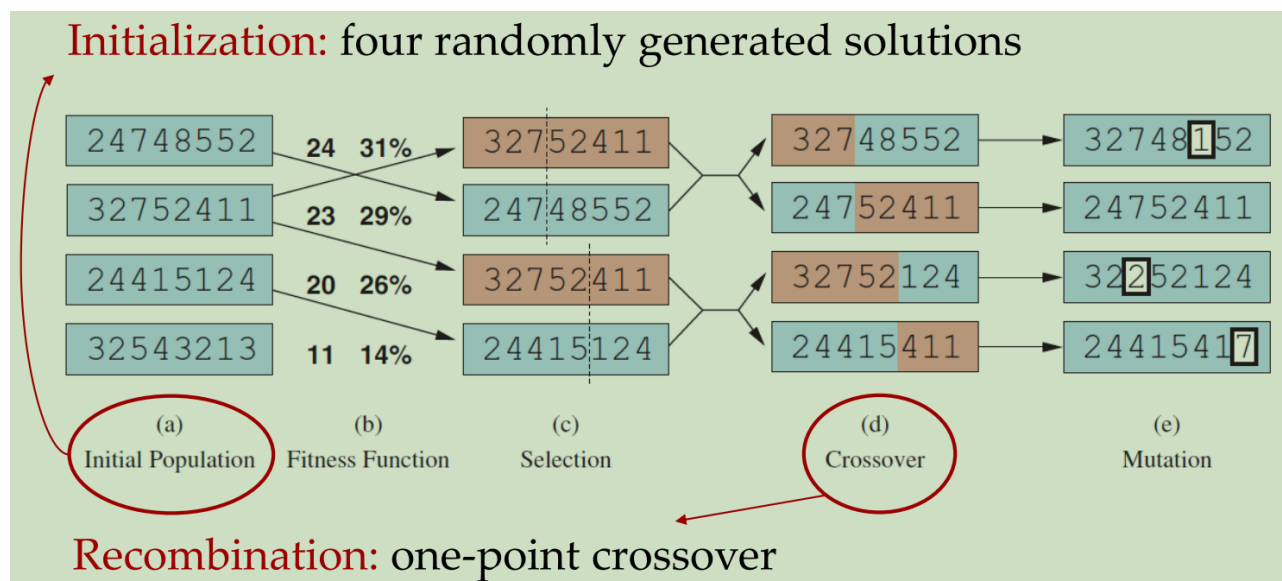 Initialization: four randomly generated solutions
24748552 24 31% 32752411 32748552 32748152
32752411 23 29% 24748552 24752411 24752411
24415124 20 26% 32752411 32752124 32252124
32543213 11 14% 24415124 24415411 24415417
(a) (b) (c) (d) (e)
Initial Population Fitness Function Selection Crossover Mutation
Recombination: one-point crossover